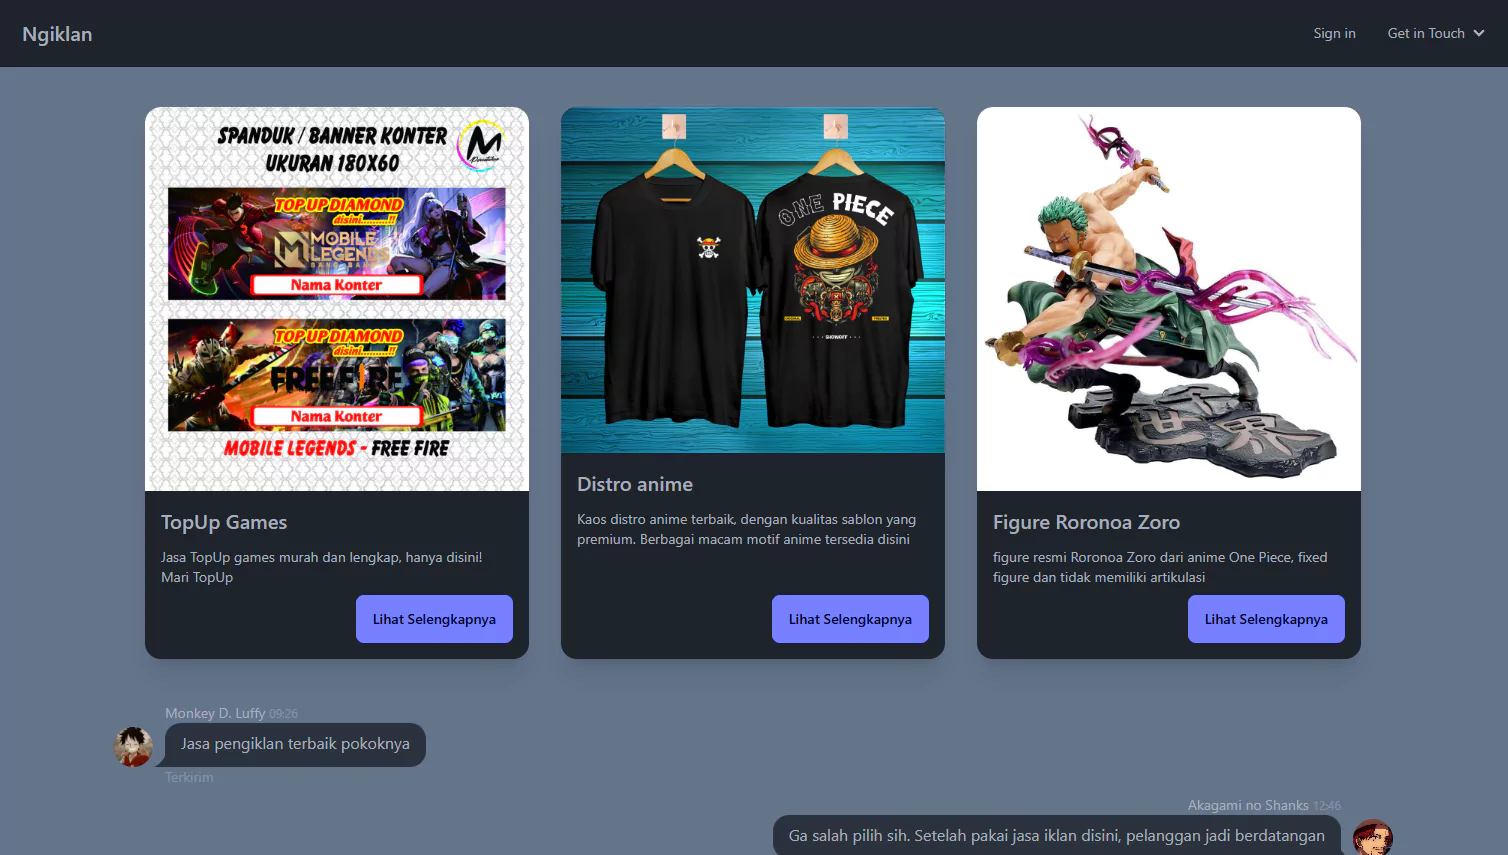 Ngiklan
Sign in
Get in Touch
SPANDUK / BANNER KONTER
UKURAN 180X60
M
TOP UP DIAMOND
disini.........!!
MOBILE
LEGENDS
BANG BANG
Nama Konter
TOP UP DIAMOND
disini.........!!
FREE FIRE
Nama Konter
MOBILE LEGENDS - FREE FIRE
TopUp Games
Jasa TopUp games murah dan lengkap, hanya disini!
Mari TopUp
Lihat Selengkapnya
ONE PIECE
Distro anime
Kaos distro anime terbaik, dengan kualitas sablon yang
premium. Berbagai macam motif anime tersedia disini
Lihat Selengkapnya
Figure Roronoa Zoro
figure resmi Roronoa Zoro dari anime One Piece, fixed
figure dan tidak memiliki artikulasi
Lihat Selengkapnya
Monkey D. Luffy 09:26
Jasa pengiklan terbaik pokoknya
Terkirim
Akagami no Shanks 12:46
Ga salah pilih sih. Setelah pakai jasa iklan disini, pelanggan jadi berdatangan